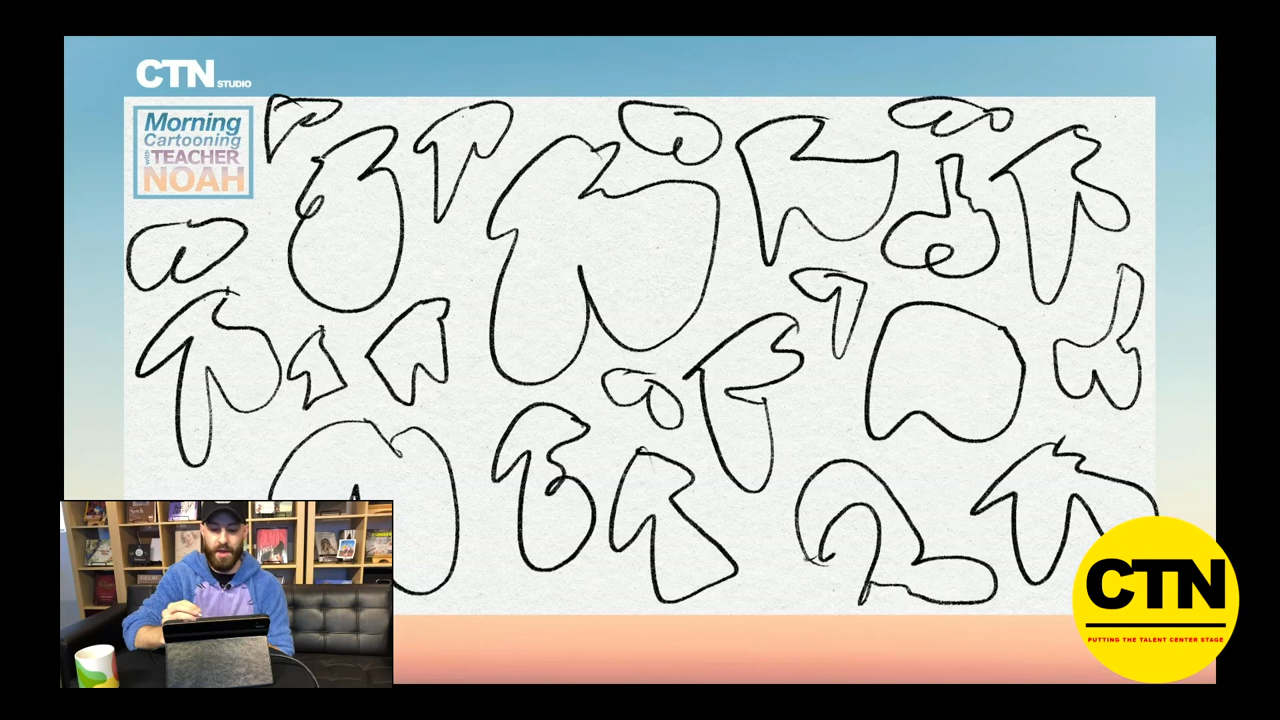 CTN STUDIO
Morning
Cartooning
with TEACHER
NOAH
CTN
PUTTING THE TALENT CENTER STAGE